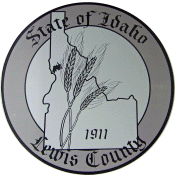 State of Idaho
1911
Lewis County